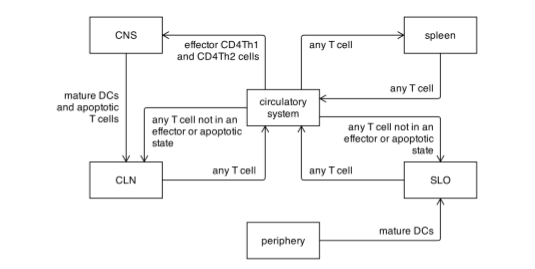 CNS
spleen
effector CD4Th1
and CD4Th2 cells
any T cell
mature DCs
and apoptotic
T cells
any T cell
circulatory
system
any T cell not in an
effector or apoptotic
state
any T cell not in an
effector or apoptotic
state
CLN
any T cell
any T cell
SLO
periphery
mature DCs